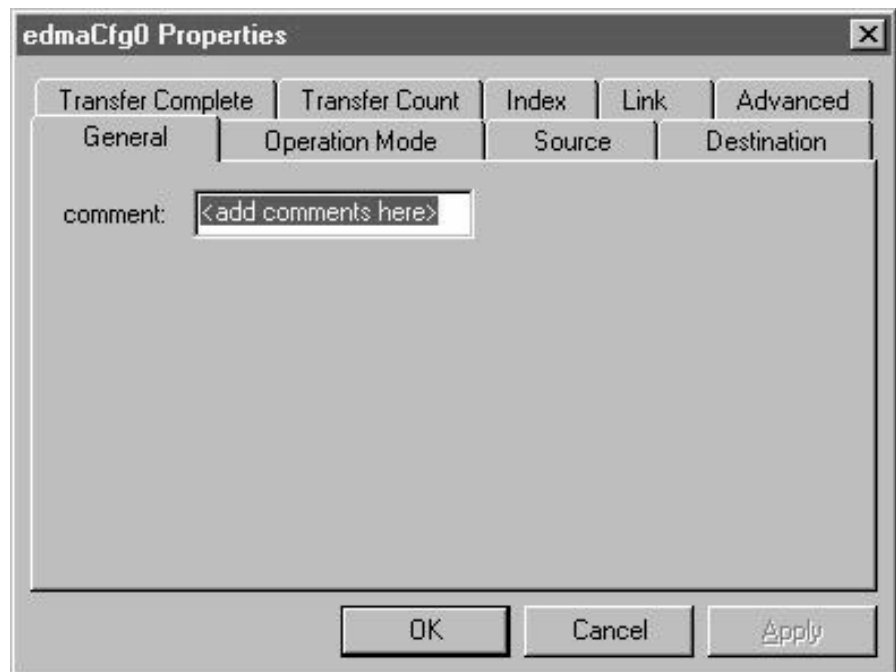 edmaCfg0 Properties
Transfer Complete Transfer Count Index Link Advanced
General Operation Mode Source Destination
comment: <add comments here>
OK Cancel Apply